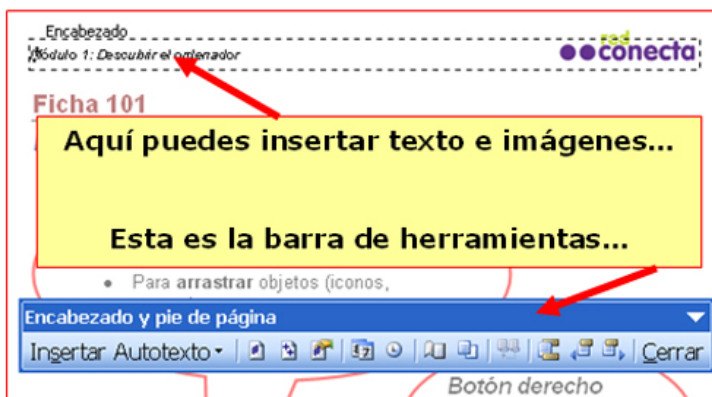 Encabezado
Módulo 1: Descubrir el ordenador
red
conecta
Ficha 101
Aquí puedes insertar texto e imágenes...
Esta es la barra de herramientas...
• Para arrastrar objetos (iconos,
Encabezado y pie de página
Insertar Autotexto
Cerrar
Botón derecho